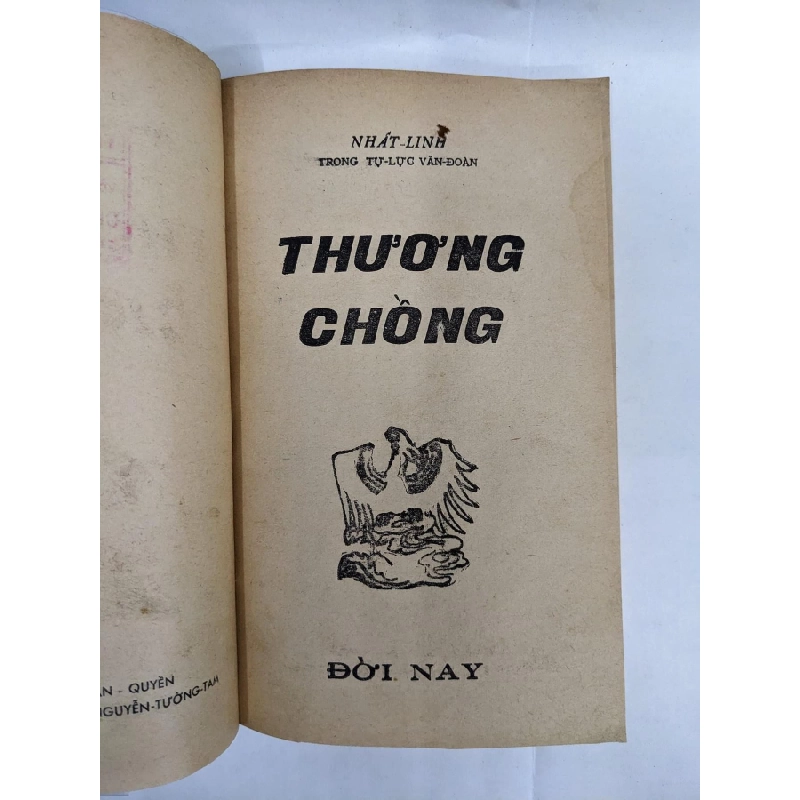 NHẤT-LINH
TRONG TỰ-LỰC VĂN-ĐOÀN
THƯƠNG
CHỒNG
ĐỜI NAY
QUYỀN
NGUYỄN-TƯỜNG-TAM